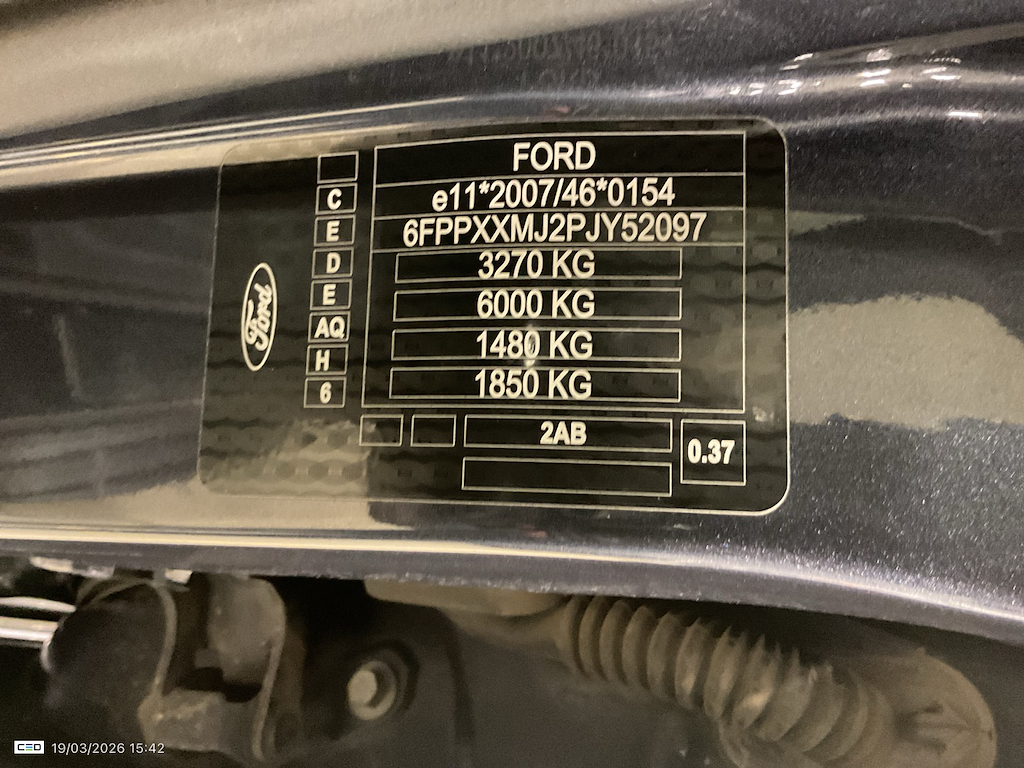 FORD
C
e11*2007/46*0154
E
6FPPXXMJ2PJY52097
D
3270 KG
E
6000 KG
AQ
1480 KG
H
1850 KG
6
Ford
2AB
0.37
CEO 19/03/2026 15:42